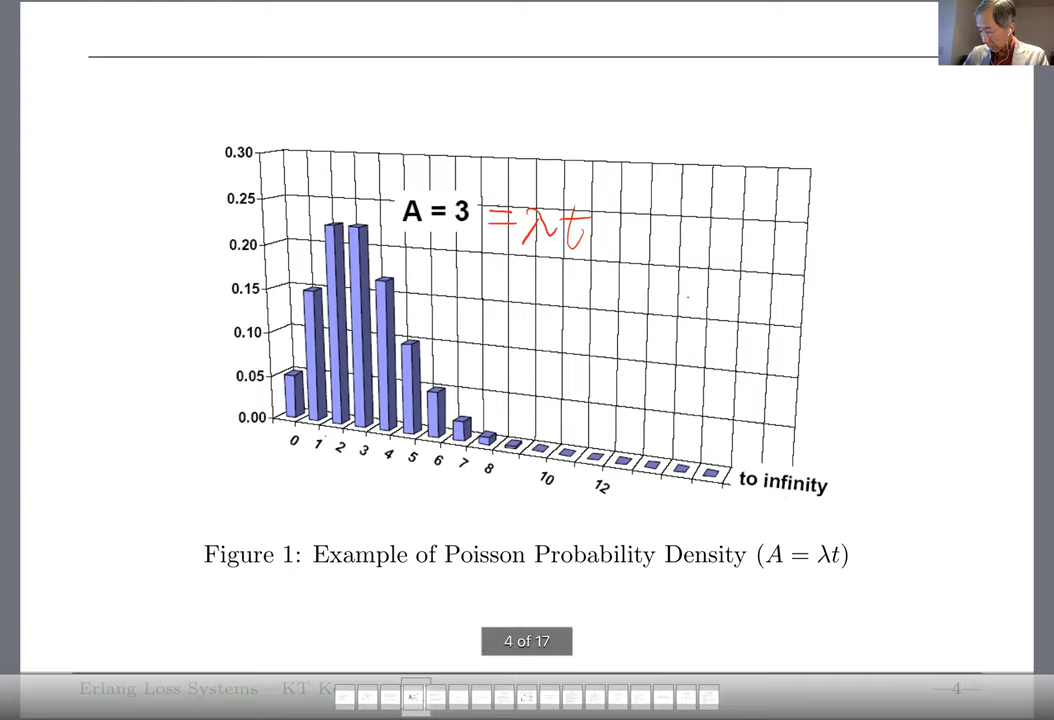 0.30
A = 3 = λt
0.25
0.20
0.15
0.10
0.05
0.00
0 1 2 3 4 5 6 7 8 10 12 to infinity
Figure 1: Example of Poisson Probability Density (A = λt)
4 of 17
Erlang Loss Systems – KT —4—